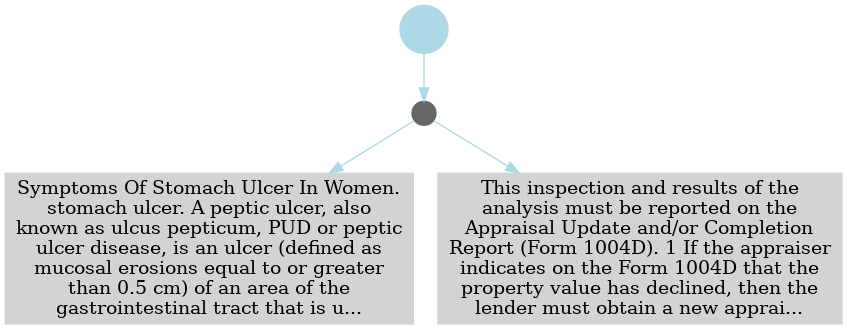 Symptoms Of Stomach Ulcer In Women.
stomach ulcer. A peptic ulcer, also
known as ulcus pepticum, PUD or peptic
ulcer disease, is an ulcer (defined as
mucosal erosions equal to or greater
than 0.5 cm) of an area of the
gastrointestinal tract that is u...
This inspection and results of the
analysis must be reported on the
Appraisal Update and/or Completion
Report (Form 1004D). 1 If the appraiser
indicates on the Form 1004D that the
property value has declined, then the
lender must obtain a new apprai...